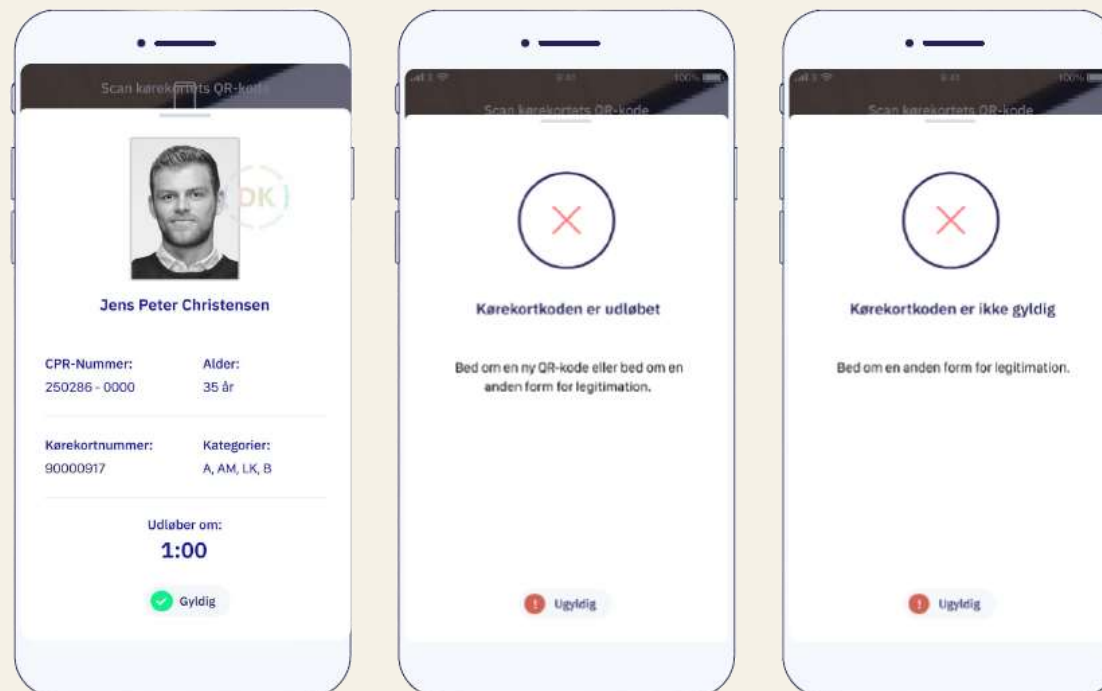 Scan kørekortets QR-kode
OK
Jens Peter Christensen
CPR-Nummer:
250286 - 0000
Alder:
35 år
Kørekortnummer:
90000917
Kategorier:
A, AM, LK, B
Udløber om:
1:00
Gyldig
9:41
100%
Scan kørekortets QR-kode
Kørekortkoden er udløbet
Bed om en ny QR-kode eller bed om en
anden form for legitimation.
Ugyldig
9:41
100%
Scan kørekortets QR-kode
Kørekortkoden er ikke gyldig
Bed om en anden form for legitimation.
Ugyldig